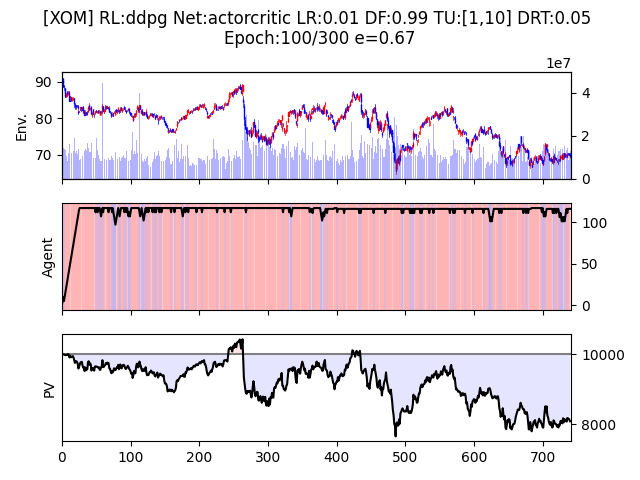 [XOM] RL:ddpg Net:actorcritic LR:0.01 DF:0.99 TU:[1,10] DRT:0.05
Epoch:100/300 e=0.67
1e7
90
80
70
Env.
4
2
0
Agent
100
50
0
PV
10000
8000
0 100 200 300 400 500 600 700